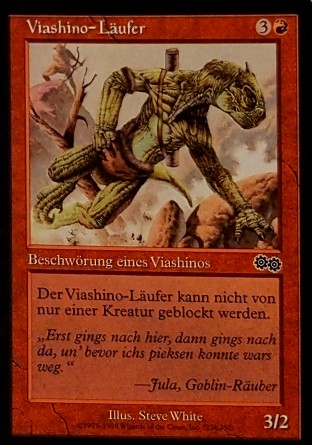 Viashino-Läufer 3
Beschwörung eines Viashinos
Der Viashino-Läufer kann nicht von
nur einer Kreatur geblockt werden.
„Erst gings nach hier, dann gings nach
da, un' bevor ich pieksen konnte wars
weg.“
—Jula, Goblin-Räuber
Illus. Steve White
3/2